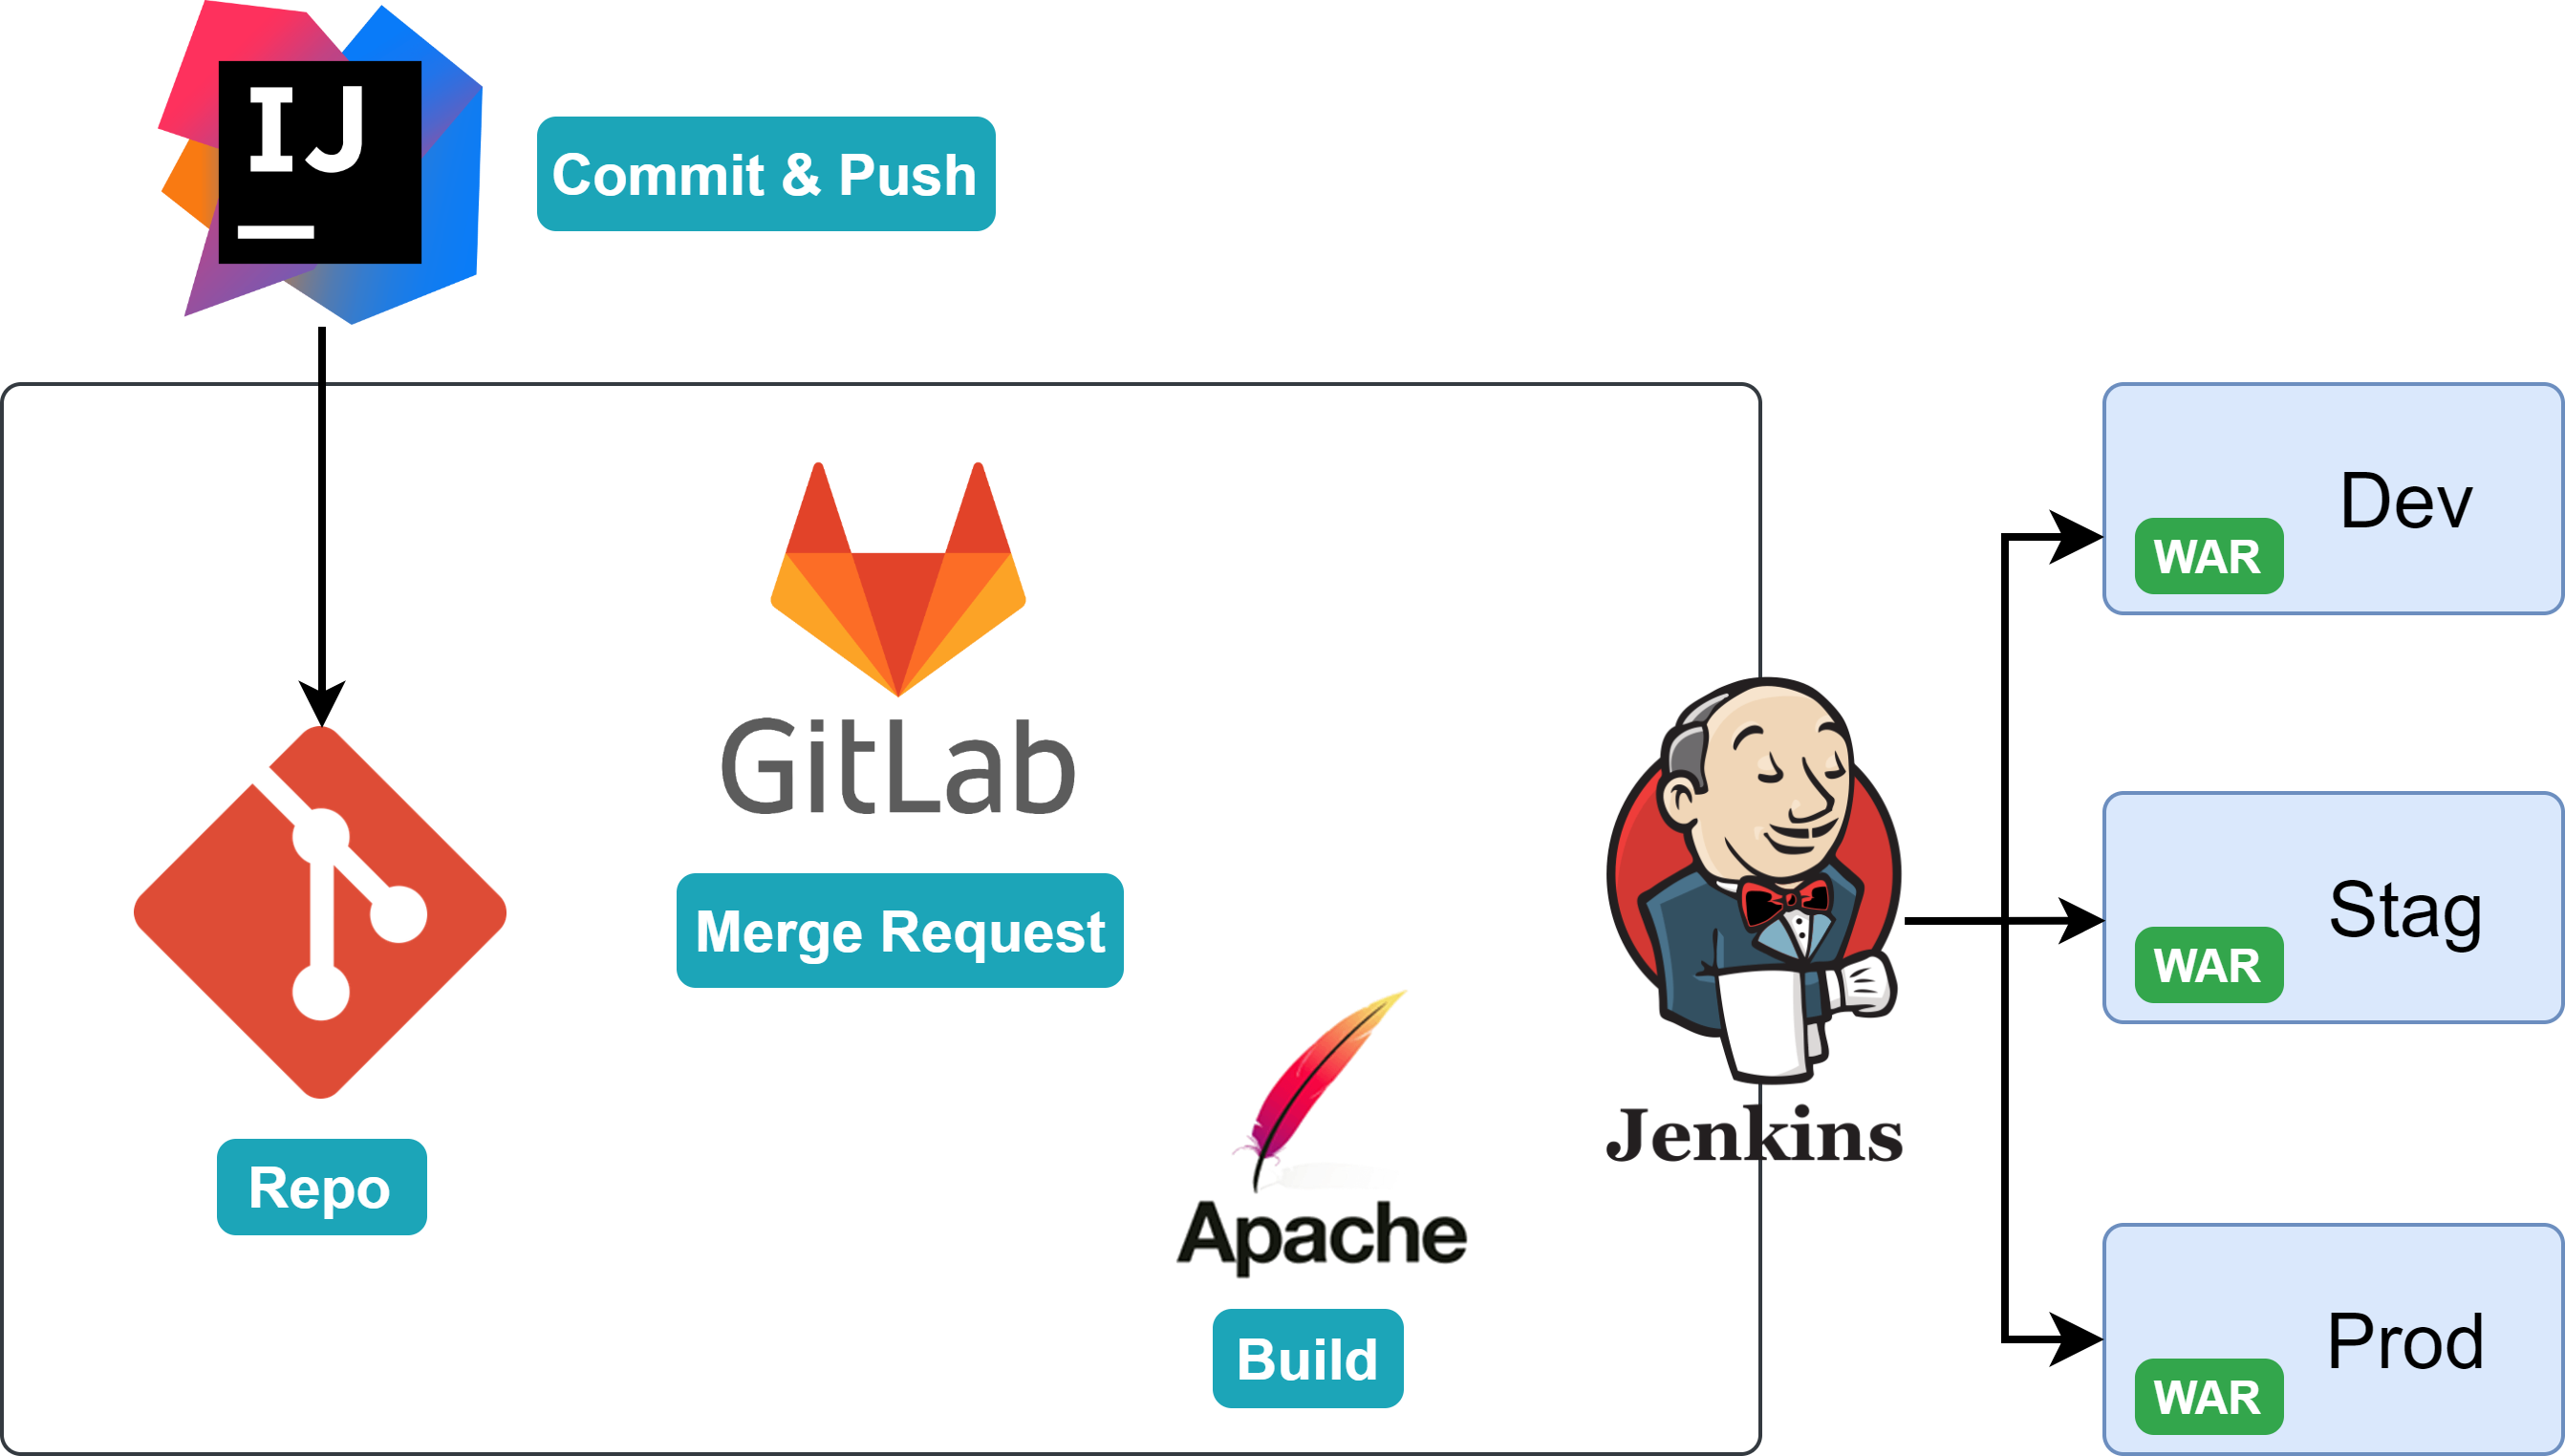 IJ
Commit & Push
GitLab
Merge Request
Repo
Apache
Build
Jenkins
Dev
WAR
Stag
WAR
Prod
WAR